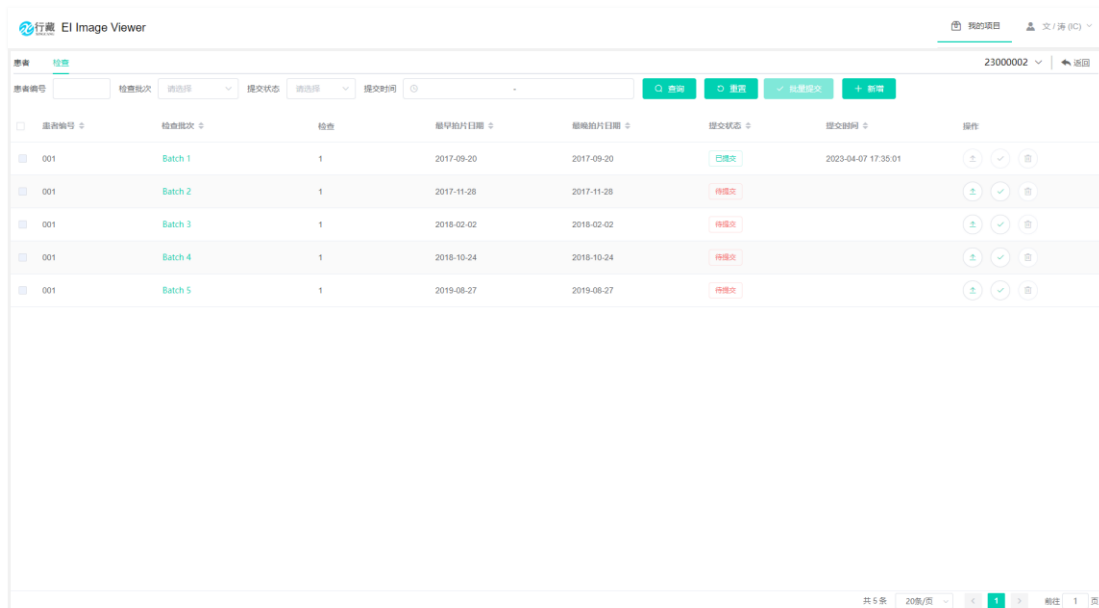 行藏 EI Image Viewer 我的项目 文/涛(IC)
患者 检查 23000002 返回
患者编号 检查批次 请选择 提交状态 请选择 提交时间 - 查询 重置 批量提交 + 新增
患者编号 检查批次 检查 最早拍片日期 最晚拍片日期 提交状态 提交时间 操作
001 Batch 1 1 2017-09-20 2017-09-20 已提交 2023-04-07 17:35:01
001 Batch 2 1 2017-11-28 2017-11-28 待提交
001 Batch 3 1 2018-02-02 2018-02-02 待提交
001 Batch 4 1 2018-10-24 2018-10-24 待提交
001 Batch 5 1 2019-08-27 2019-08-27 待提交
共 5 条 20条/页 < 1 > 前往 1 页